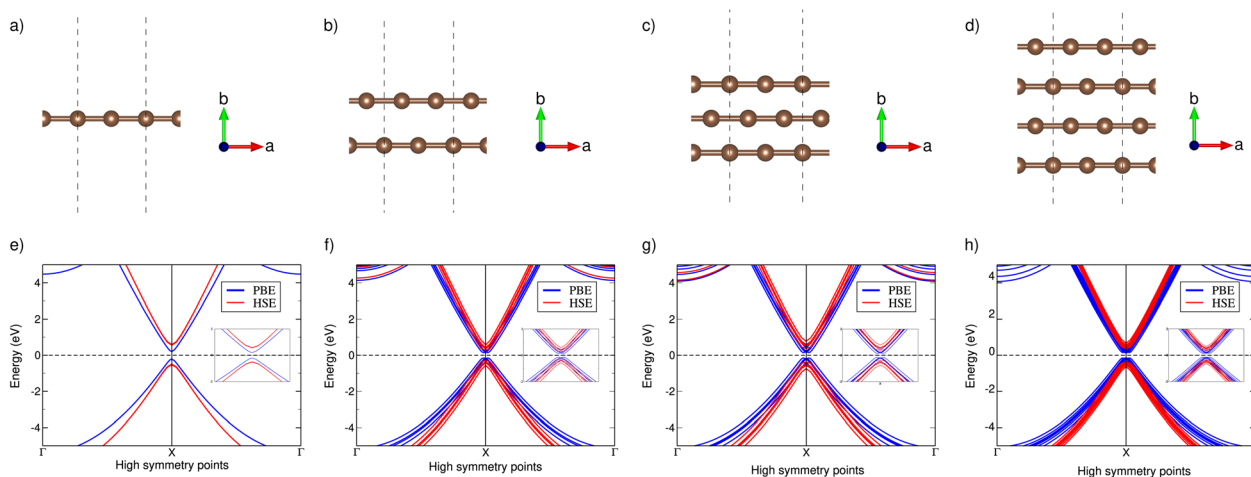 a)
b)
c)
d)
b
a
b
a
b
a
b
a
e)
f)
g)
h)
Energy (eV)
4
2
0
-2
-4
PBE
HSE
Γ
X
Γ
High symmetry points
Energy (eV)
4
2
0
-2
-4
PBE
HSE
Γ
X
Γ
High symmetry points
Energy (eV)
4
2
0
-2
-4
PBE
HSE
Γ
X
Γ
High symmetry points
Energy (eV)
4
2
0
-2
-4
PBE
HSE
Γ
X
Γ
High symmetry points